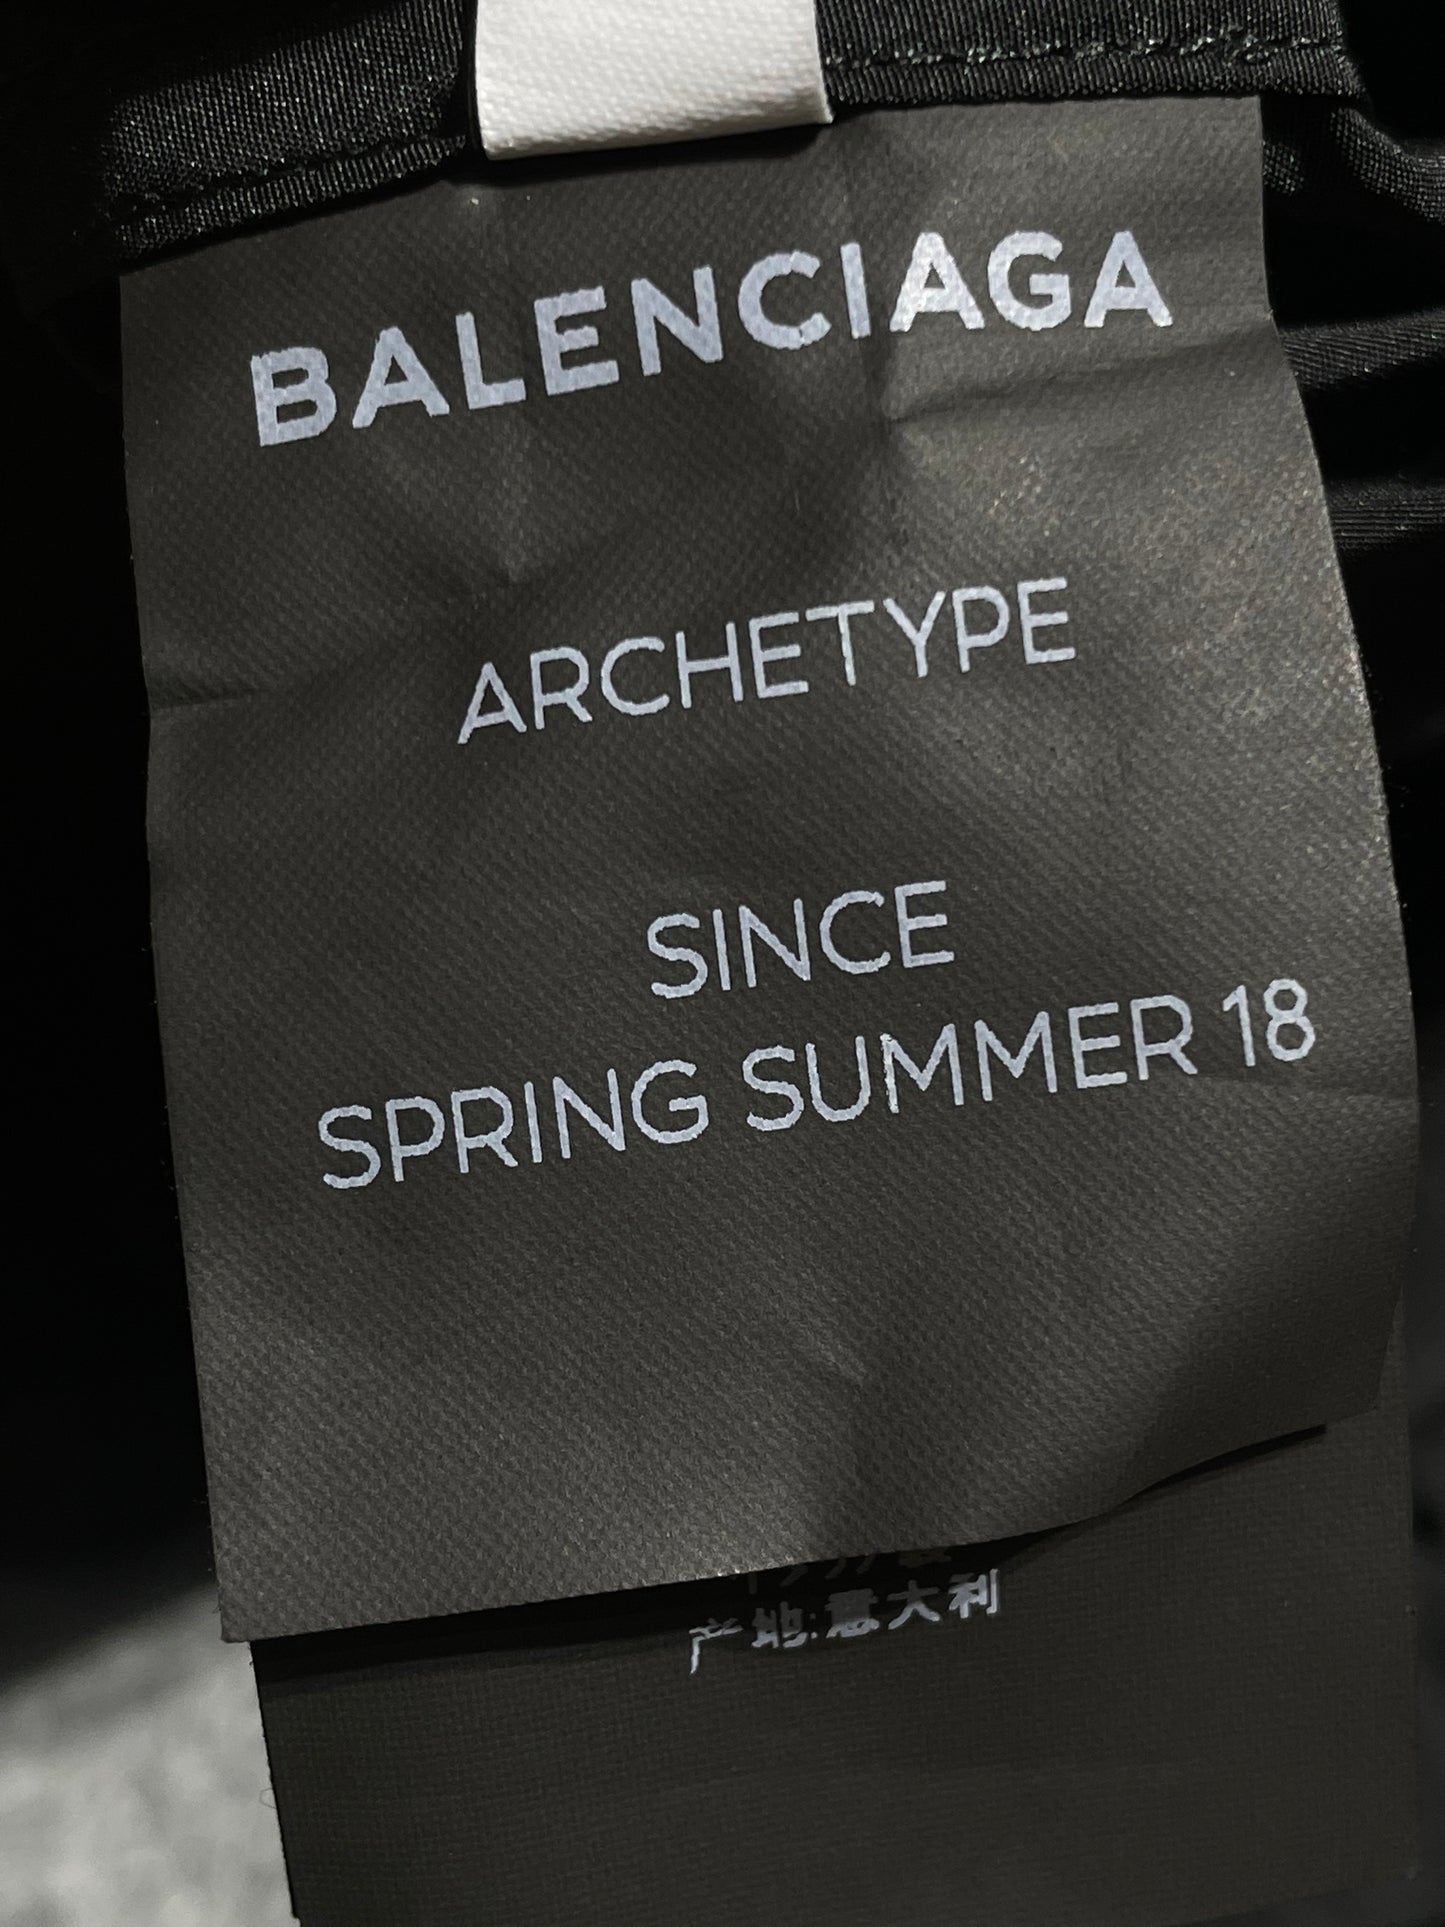 BALENCIAGA
ARCHETYPE
SINCE
SPRING SUMMER 18
产地:意大利